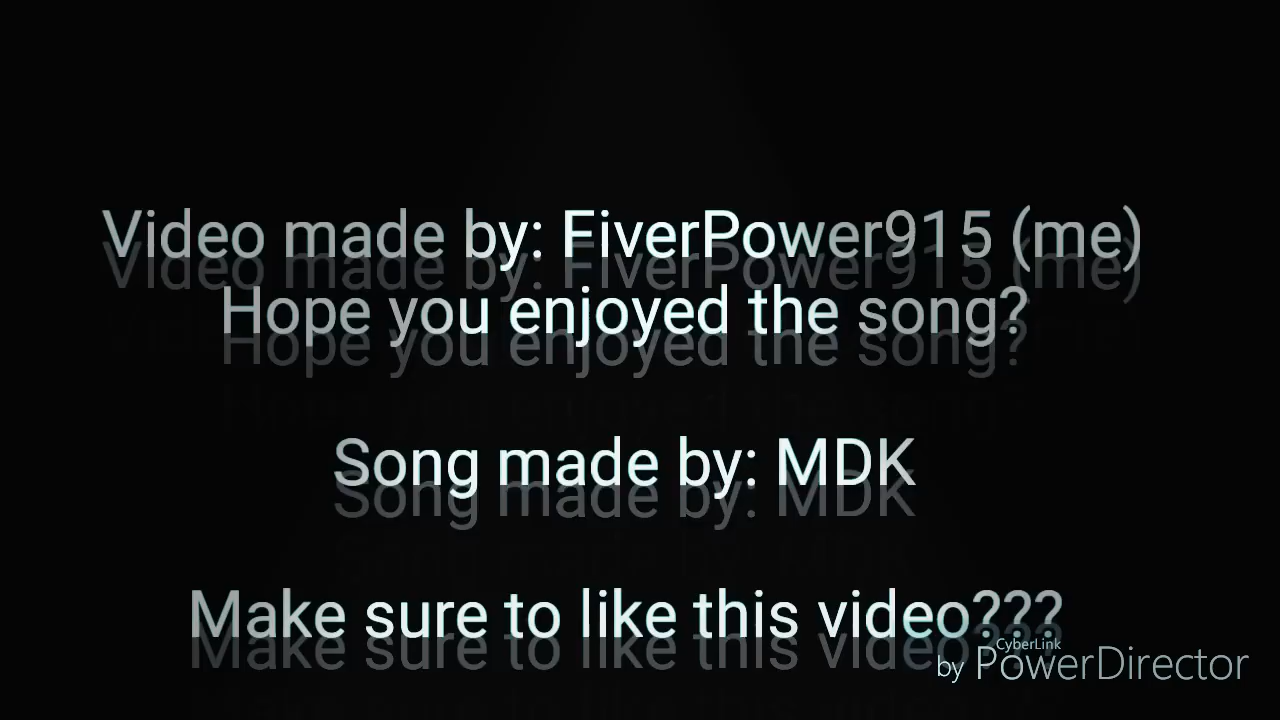 Video made by: FiverPower915 (me)
Hope you enjoyed the song?
Song made by: MDK
Make sure to like this video???
CyberLink
by PowerDirector